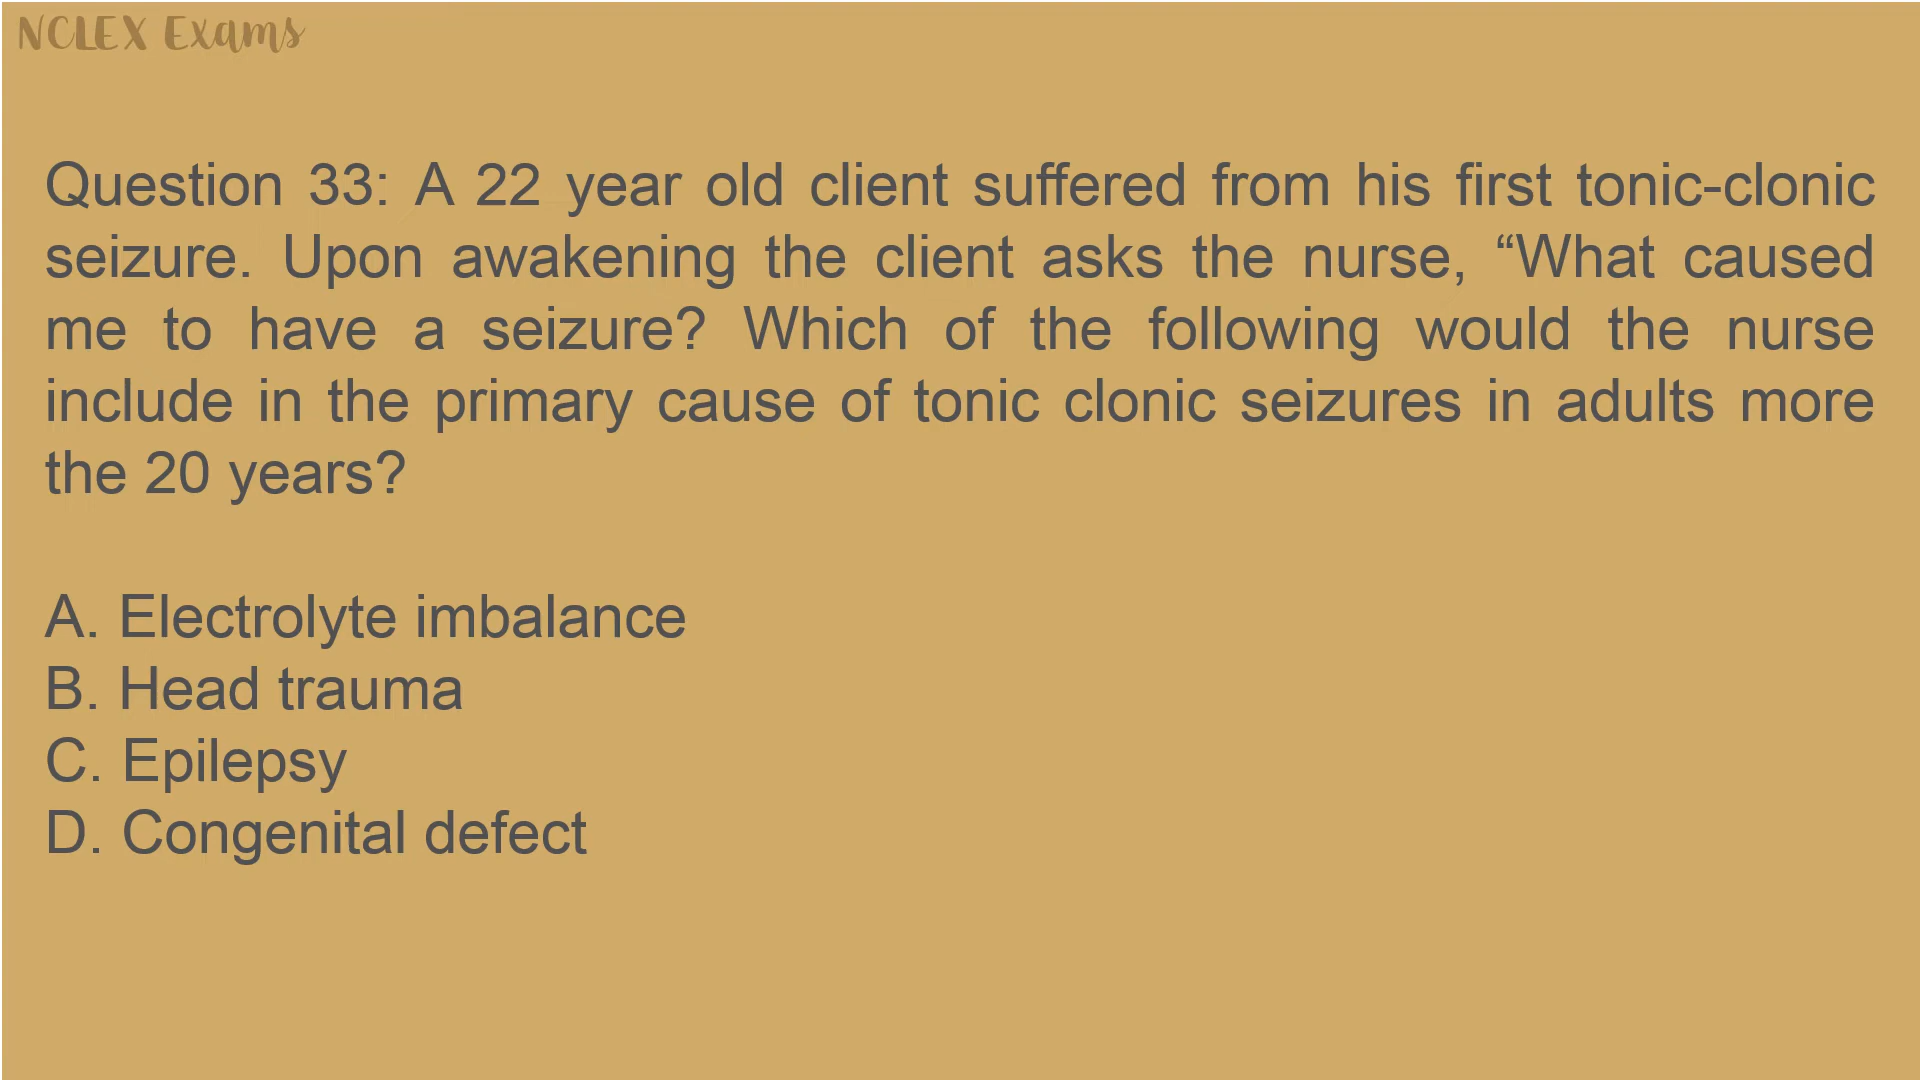 NCLEX Exams
Question 33: A 22 year old client suffered from his first tonic-clonic
seizure. Upon awakening the client asks the nurse, “What caused
me to have a seizure? Which of the following would the nurse
include in the primary cause of tonic clonic seizures in adults more
the 20 years?
A. Electrolyte imbalance
B. Head trauma
C. Epilepsy
D. Congenital defect